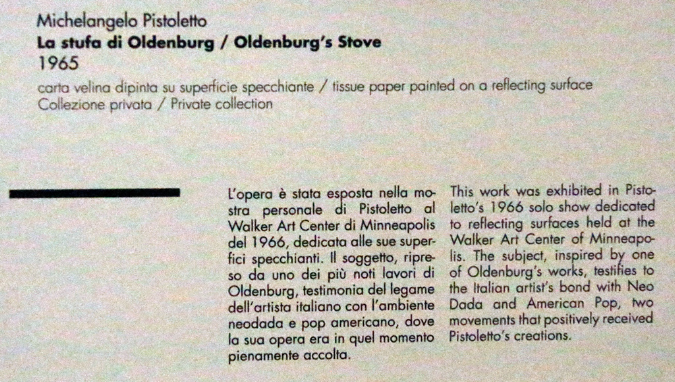 Michelangelo Pistoletto
La stufa di Oldenburg / Oldenburg's Stove
1965
carta velina dipinta su superficie specchiante / tissue paper painted on a reflecting surface
Collezione privata / Private collection
L'opera è stata esposta nella mo-
stra personale di Pistoletto al
Walker Art Center di Minneapolis
del 1966, dedicata alle sue super-
fici specchianti. Il soggetto, ripre-
so da uno dei più noti lavori di
Oldenburg, testimonia del legame
dell'artista italiano con l'ambiente
neodada e pop americano, dove
la sua opera era in quel momento
pienamente accolta.
This work was exhibited in Pisto-
letto's 1966 solo show dedicated
to reflecting surfaces held at the
Walker Art Center of Minneapo-
lis. The subject, inspired by one
of Oldenburg's works, testifies to
the Italian artist's bond with Neo
Dada and American Pop, two
movements that positively received
Pistoletto's creations.